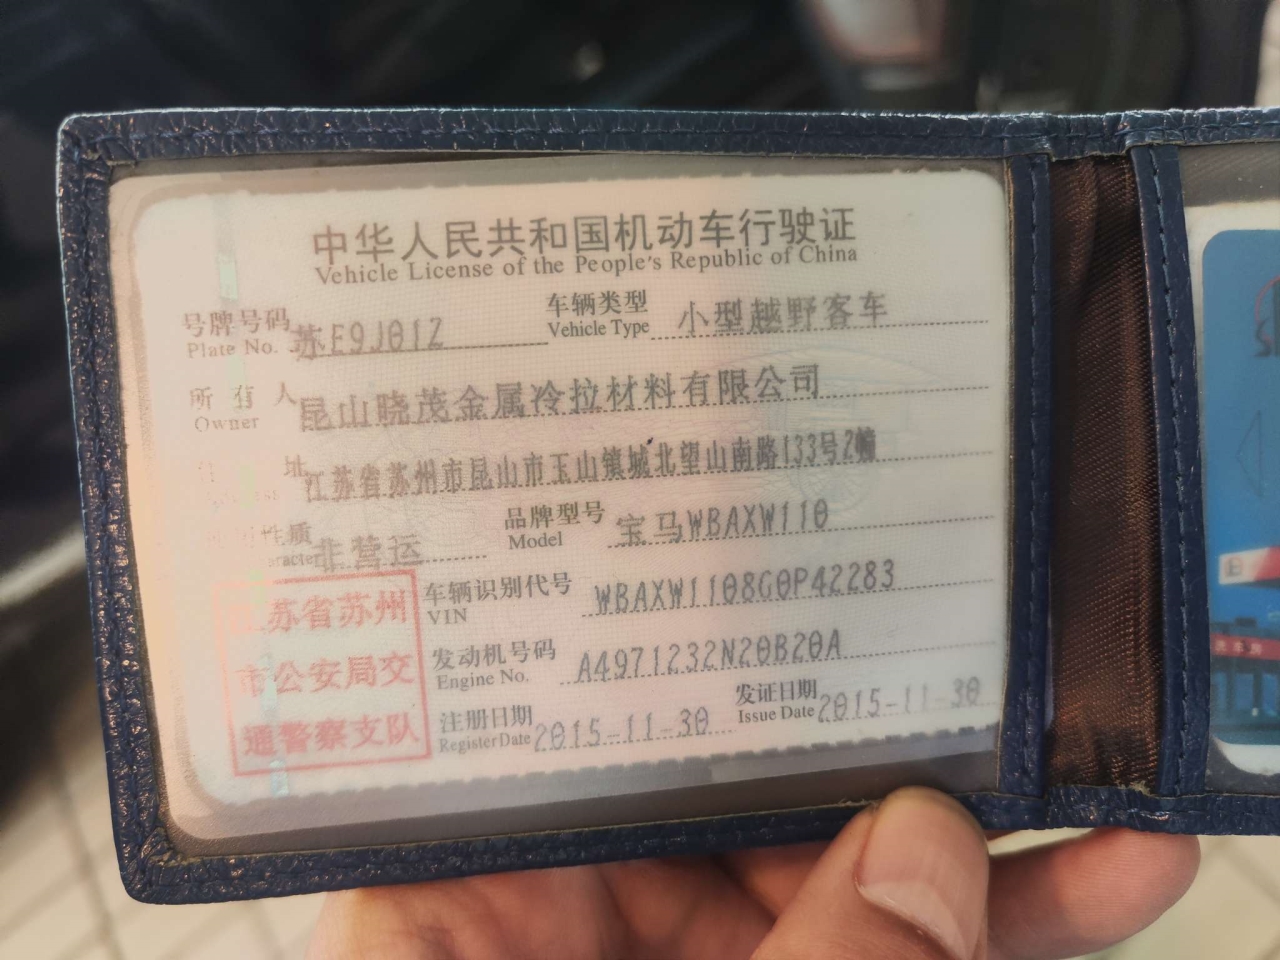 中华人民共和国机动车行驶证
Vehicle License of the People's Republic of China
号牌号码 苏E9J01Z 车辆类型 小型越野客车
Plate No. Vehicle Type
所有人 昆山晓茂金属冷拉材料有限公司
Owner
址 江苏省苏州市昆山市玉山镇城北望山南路133号2幢
性质 非营运 品牌型号 宝马WBAXW110
Model
车辆识别代号 WBAXW1108G0P42283
VIN
发动机号码 A4971232N20B20A
Engine No.
注册日期 2015-11-30 发证日期 2015-11-30
Register Date Issue Date
苏省苏州
市公安局交
通警察支队